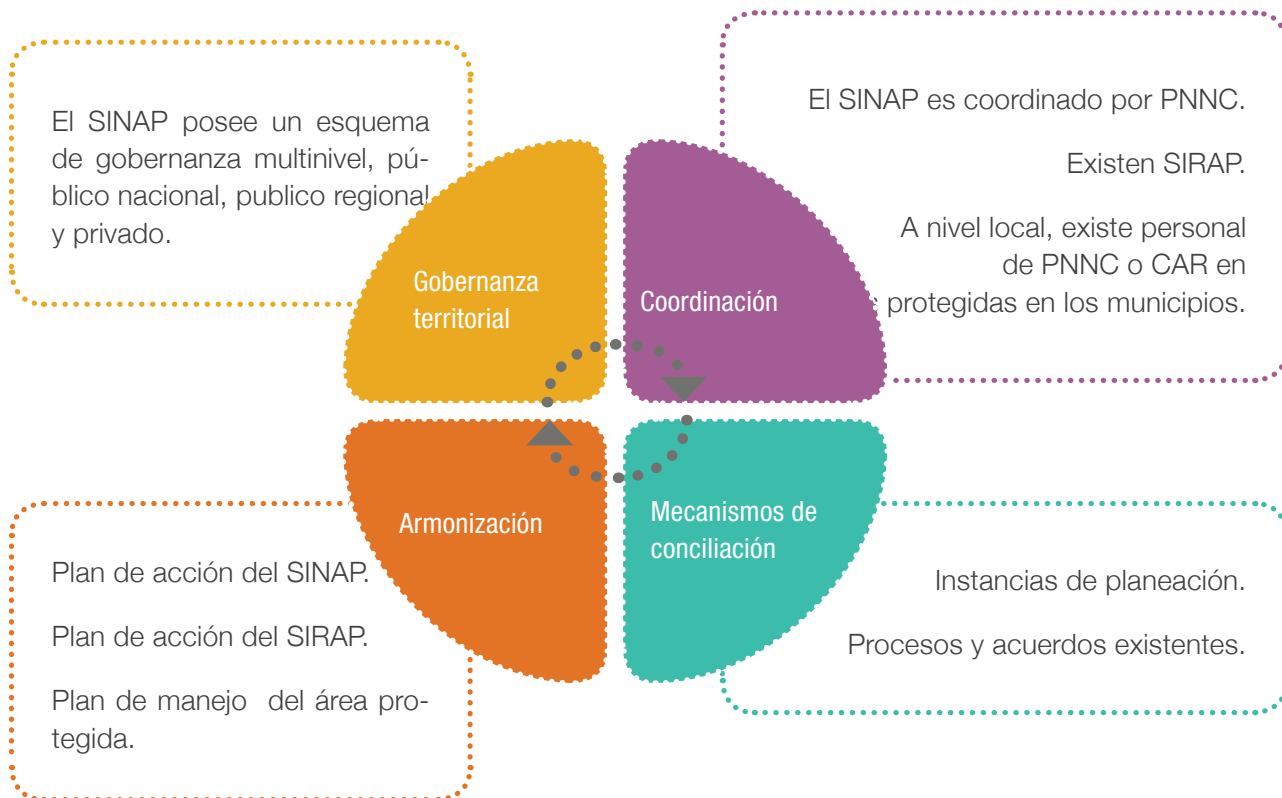 El SINAP posee un esquema
de gobernanza multinivel, pú-
blico nacional, publico regional
y privado.
El SINAP es coordinado por PNNC.
Existen SIRAP.
A nivel local, existe personal
de PNNC o CAR en
protegidas en los municipios.
Gobernanza
territorial
Coordinación
Armonización
Mecanismos de
conciliación
Plan de acción del SINAP.
Plan de acción del SIRAP.
Plan de manejo del área pro-
tegida.
Instancias de planeación.
Procesos y acuerdos existentes.